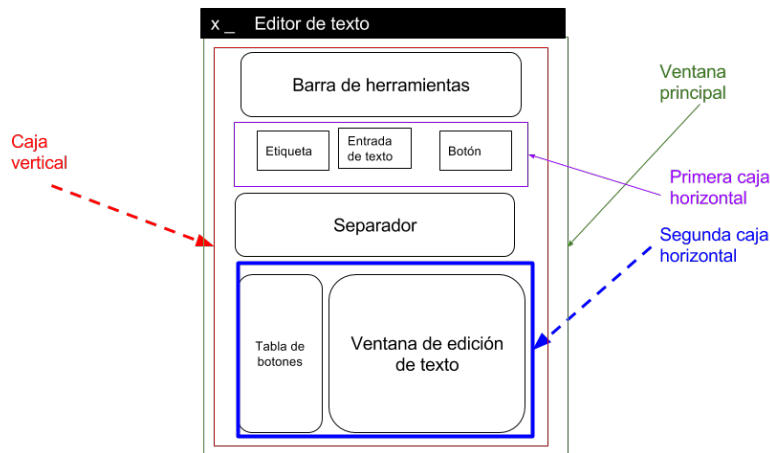 x _ Editor de texto
Barra de herramientas
Ventana
principal
Caja
vertical
Etiqueta
Entrada
de texto
Botón
Primera caja
horizontal
Separador
Segunda caja
horizontal
Tabla de
botones
Ventana de edición
de texto